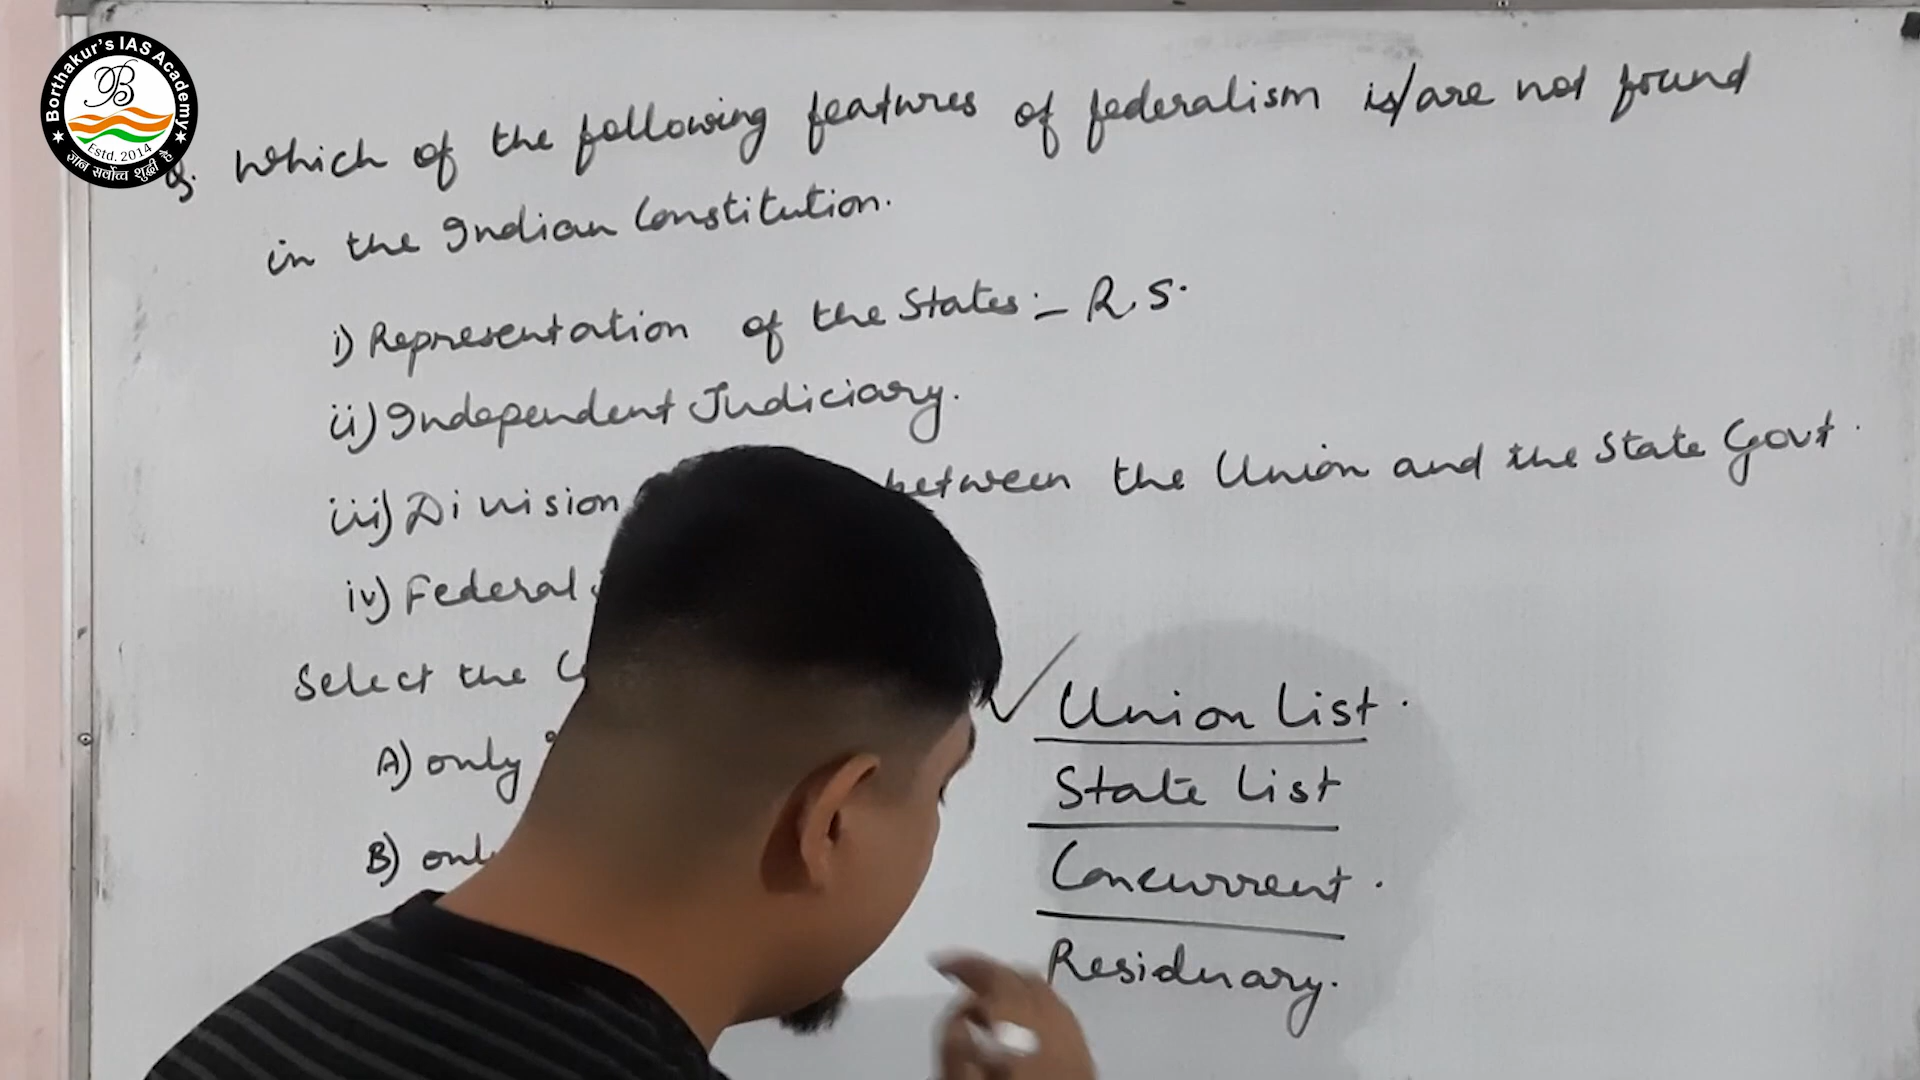 Borthakur's IAS Academy
B
Estd. 2014
ज्ञान सर्वोच्च शुद्धी है
Q. Which of the following features of federalism is/are not found
in the Indian Constitution.
i) Representation of the States :- R.S.
ii) Independent Judiciary.
iii) Division between the Union and the State Govt.
iv) Federal
Select the
A) only
B) only
Union List.
State List
Concurrent.
Residuary.